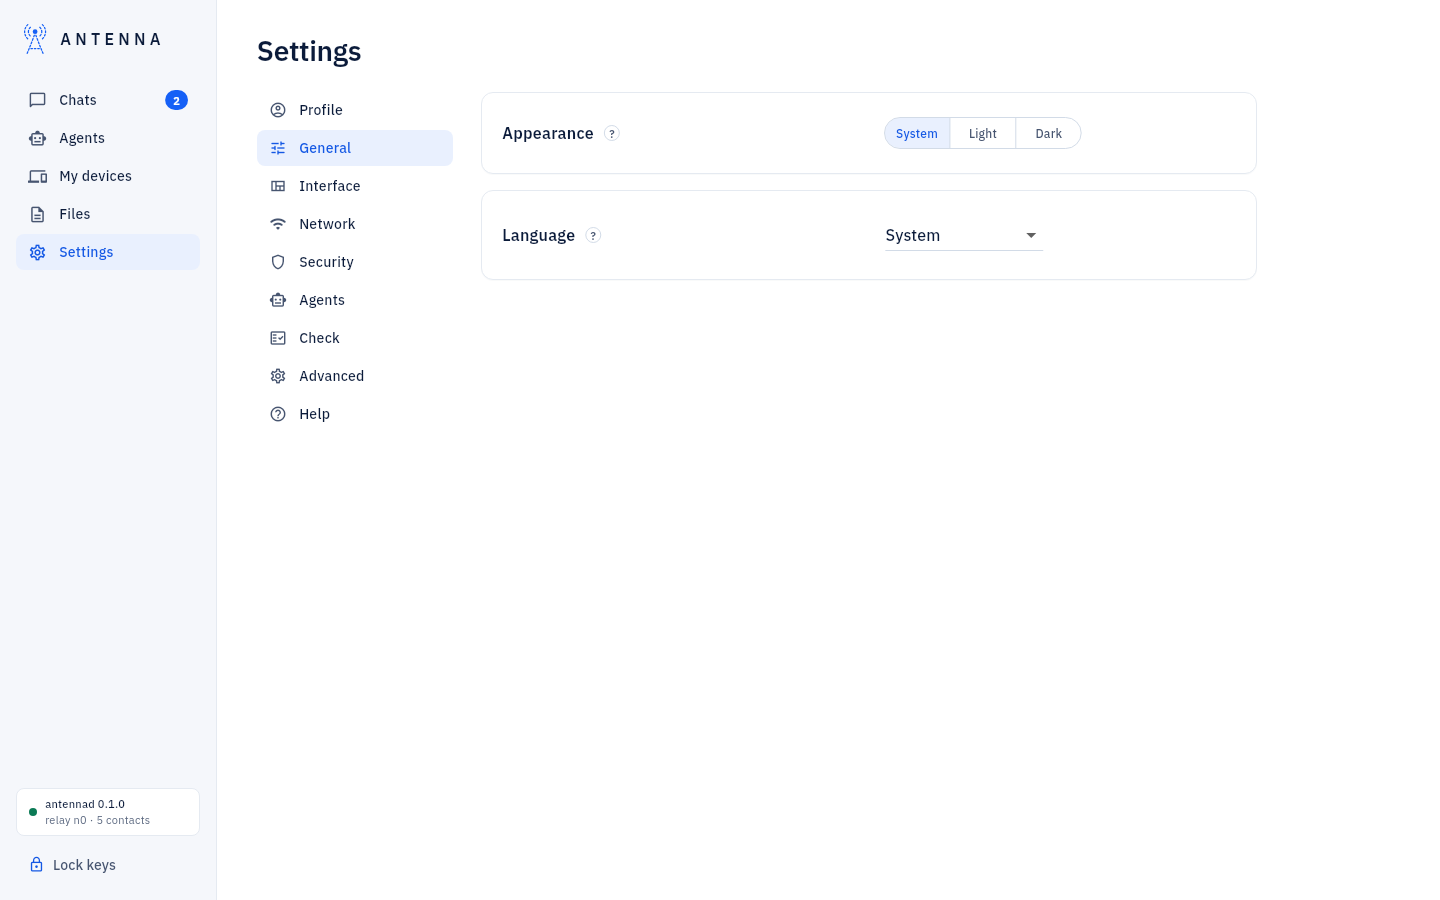 ANTENNA
Chats 2
Agents
My devices
Files
Settings
antennad 0.1.0
relay n0 · 5 contacts
Lock keys
Settings
Profile
General
Interface
Network
Security
Agents
Check
Advanced
Help
Appearance ? System Light Dark
Language ? System